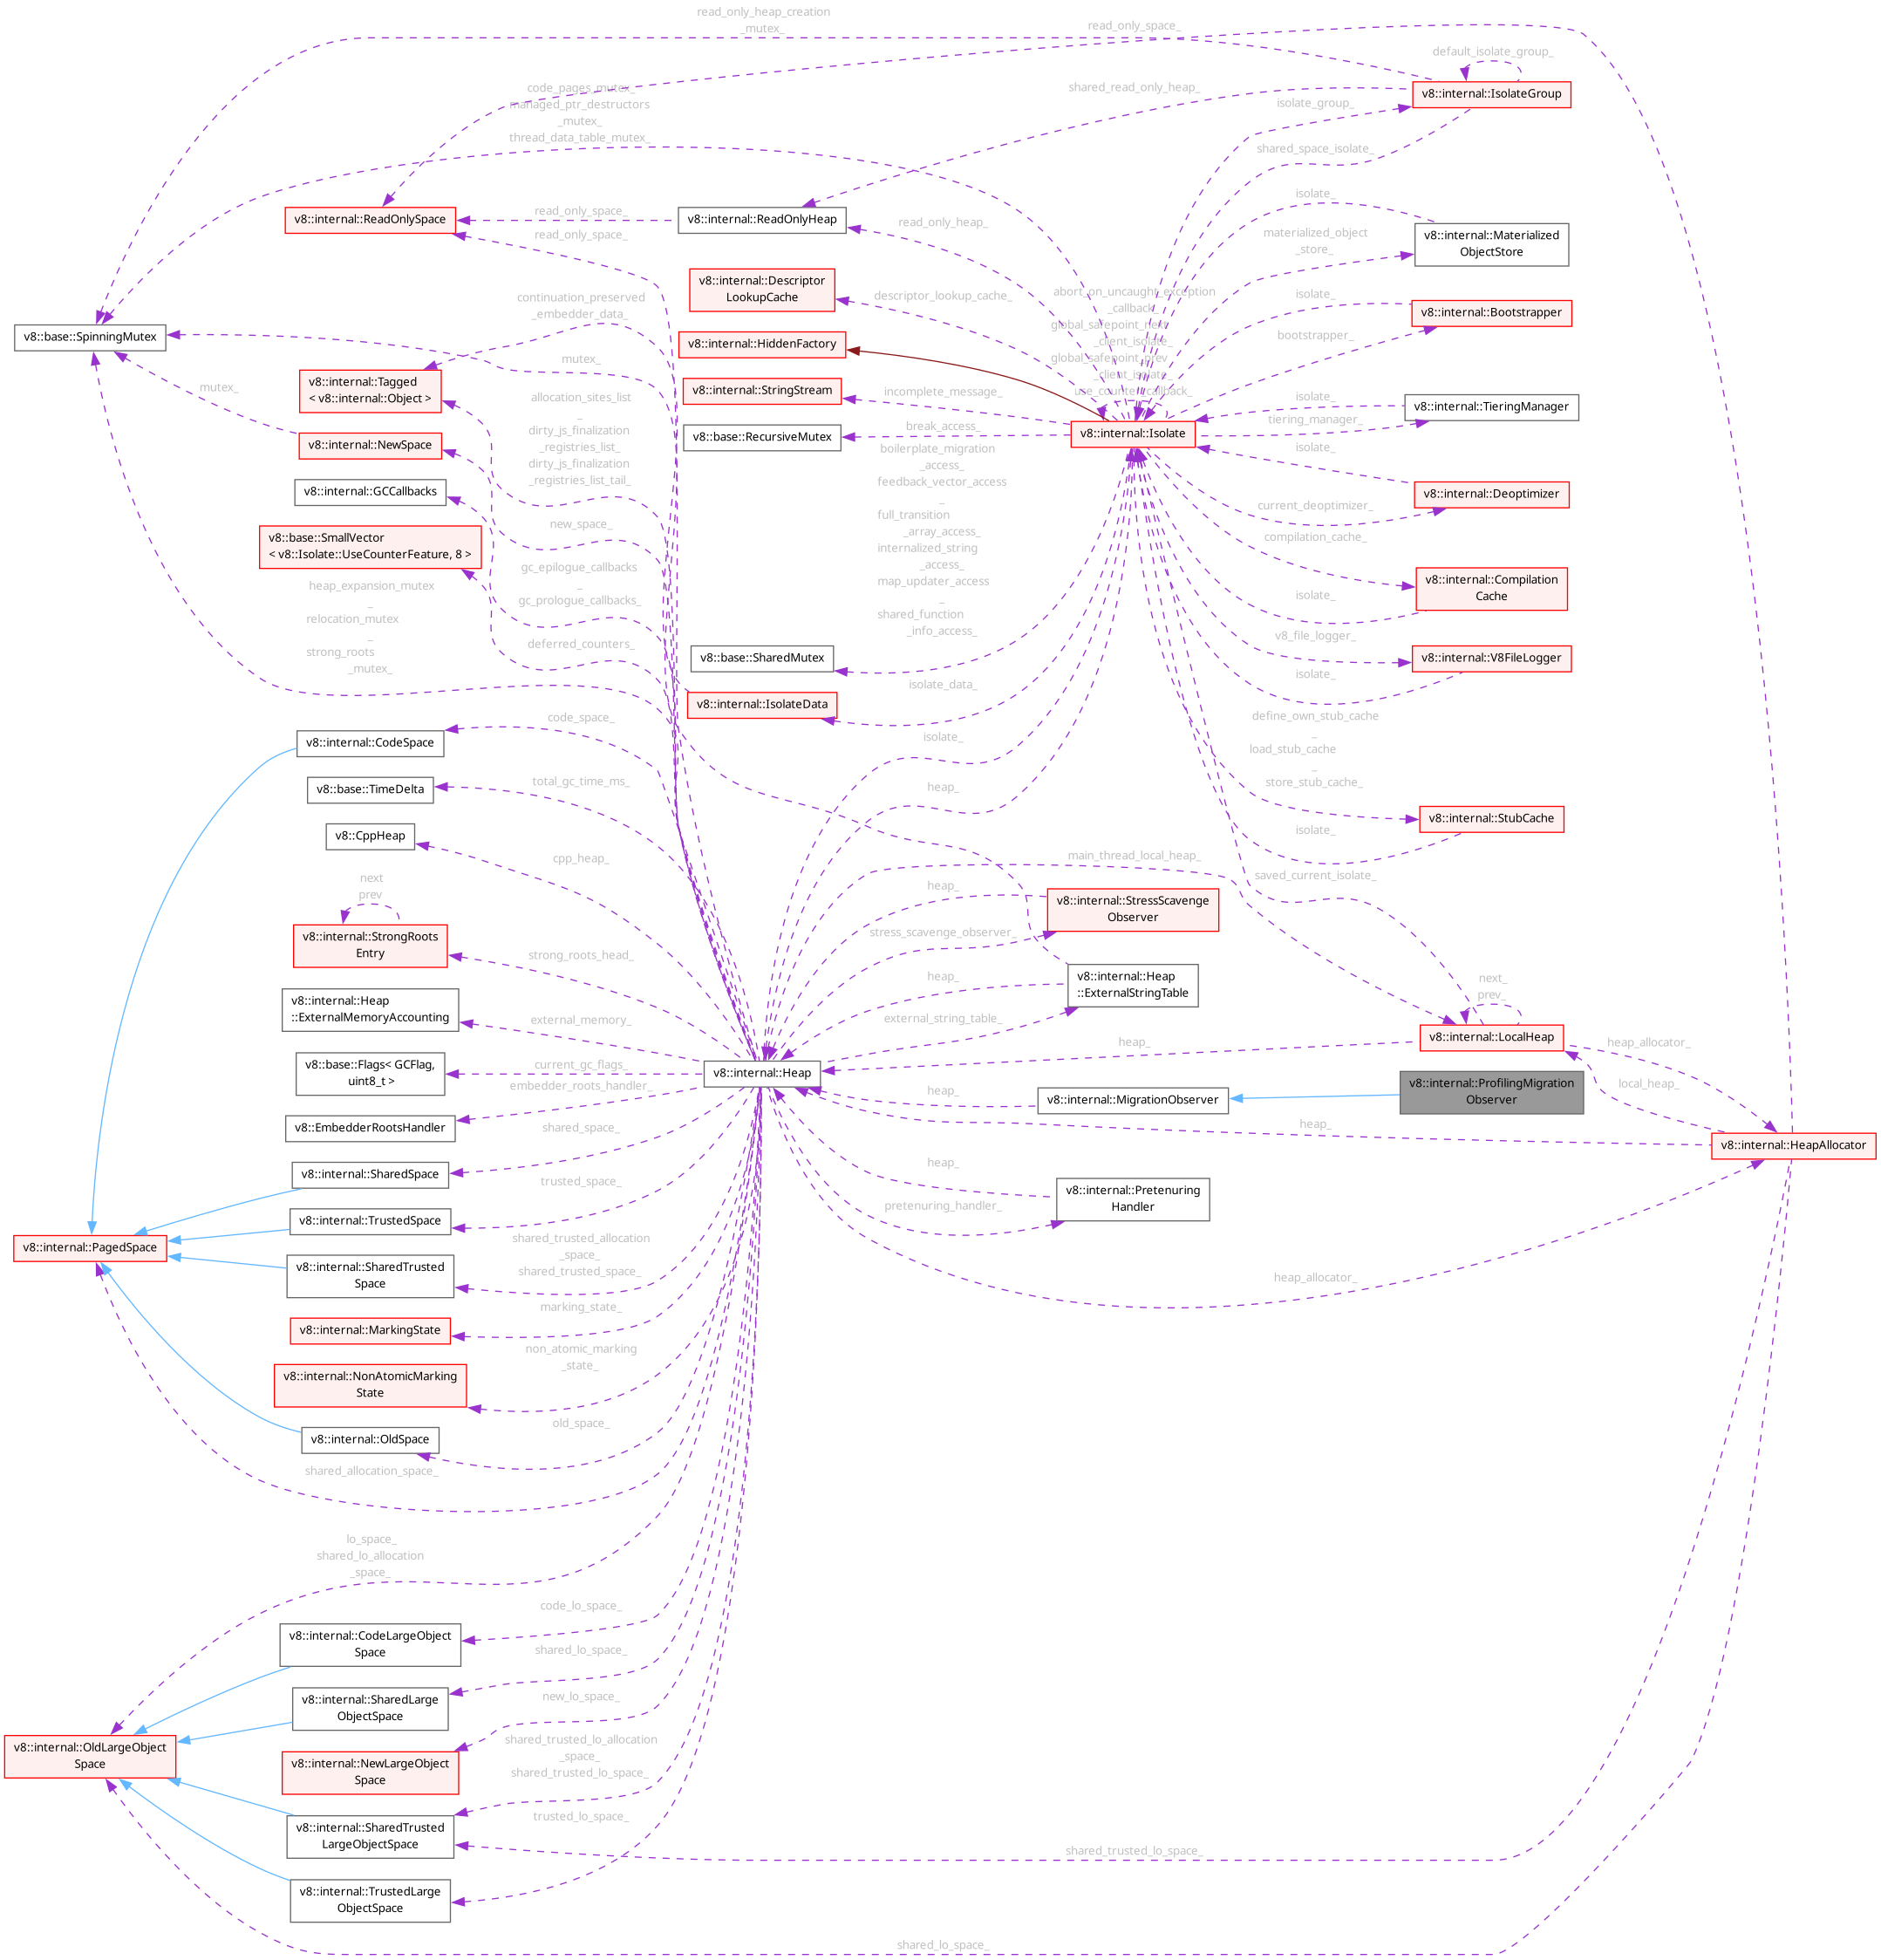 read_only_heap_creation
_mutex_
read_only_space_
default_isolate_group_
v8::internal::IsolateGroup
code_pages_mutex_
managed_ptr_destructors
_mutex_
thread_data_table_mutex_
shared_read_only_heap_
isolate_group_
shared_space_isolate_
v8::internal::ReadOnlySpace
read_only_space_
v8::internal::ReadOnlyHeap
read_only_heap_
isolate_
v8::internal::Materialized
ObjectStore
read_only_space_
materialized_object
_store_
v8::internal::Descriptor
LookupCache
descriptor_lookup_cache_
abort_on_uncaught_exception
_callback_
global_safepoint_next
_client_isolate_
global_safepoint_prev
_client_isolate_
use_counter_callback_
isolate_
v8::internal::Bootstrapper
bootstrapper_
continuation_preserved
_embedder_data_
v8::base::SpinningMutex
v8::internal::HiddenFactory
mutex_
v8::internal::Tagged
< v8::internal::Object >
mutex_
v8::internal::StringStream
incomplete_message_
isolate_
v8::internal::TieringManager
tiering_manager_
allocation_sites_list
_
dirty_js_finalization
_registries_list_
dirty_js_finalization
_registries_list_tail_
v8::internal::NewSpace
v8::base::RecursiveMutex
break_access_
v8::internal::Isolate
isolate_
boilerplate_migration
_access_
feedback_vector_access
_
full_transition
_array_access_
internalized_string
_access_
map_updater_access
_
shared_function
_info_access_
v8::internal::GCCallbacks
v8::internal::Deoptimizer
current_deoptimizer_
new_space_
v8::base::SmallVector
< v8::Isolate::UseCounterFeature, 8 >
compilation_cache_
gc_epilogue_callbacks
_
gc_prologue_callbacks_
v8::internal::Compilation
Cache
isolate_
heap_expansion_mutex
_
relocation_mutex
_
strong_roots
_mutex_
deferred_counters_
v8::base::SharedMutex
v8_file_logger_
v8::internal::V8FileLogger
isolate_
isolate_data_
v8::internal::IsolateData
code_space_
v8::internal::CodeSpace
isolate_
define_own_stub_cache
_
load_stub_cache
_
store_stub_cache_
total_gc_time_ms_
v8::base::TimeDelta
heap_
v8::internal::StubCache
isolate_
v8::CppHeap
cpp_heap_
main_thread_local_heap_
saved_current_isolate_
next
prev
heap_
v8::internal::StressScavenge
Observer
v8::internal::StrongRoots
Entry
strong_roots_head_
stress_scavenge_observer_
heap_
v8::internal::Heap
::ExternalStringTable
next_
prev_
v8::internal::Heap
::ExternalMemoryAccounting
external_memory_
external_string_table_
v8::internal::LocalHeap
heap_allocator_
heap_
v8::base::Flags< GCFlag,
uint8_t >
current_gc_flags_
v8::internal::Heap
v8::internal::ProfilingMigration
Observer
local_heap_
embedder_roots_handler_
heap_
v8::internal::MigrationObserver
v8::EmbedderRootsHandler
shared_space_
heap_
v8::internal::HeapAllocator
v8::internal::SharedSpace
heap_
trusted_space_
v8::internal::Pretenuring
Handler
pretenuring_handler_
v8::internal::TrustedSpace
v8::internal::PagedSpace
shared_trusted_allocation
_space_
shared_trusted_space_
v8::internal::SharedTrusted
Space
heap_allocator_
marking_state_
v8::internal::MarkingState
non_atomic_marking
_state_
v8::internal::NonAtomicMarking
State
old_space_
v8::internal::OldSpace
shared_allocation_space_
lo_space_
shared_lo_allocation
_space_
code_lo_space_
v8::internal::CodeLargeObject
Space
shared_lo_space_
v8::internal::SharedLarge
ObjectSpace
new_lo_space_
v8::internal::OldLargeObject
Space
v8::internal::NewLargeObject
Space
shared_trusted_lo_allocation
_space_
shared_trusted_lo_space_
v8::internal::SharedTrusted
LargeObjectSpace
trusted_lo_space_
shared_trusted_lo_space_
v8::internal::TrustedLarge
ObjectSpace
shared_lo_space_